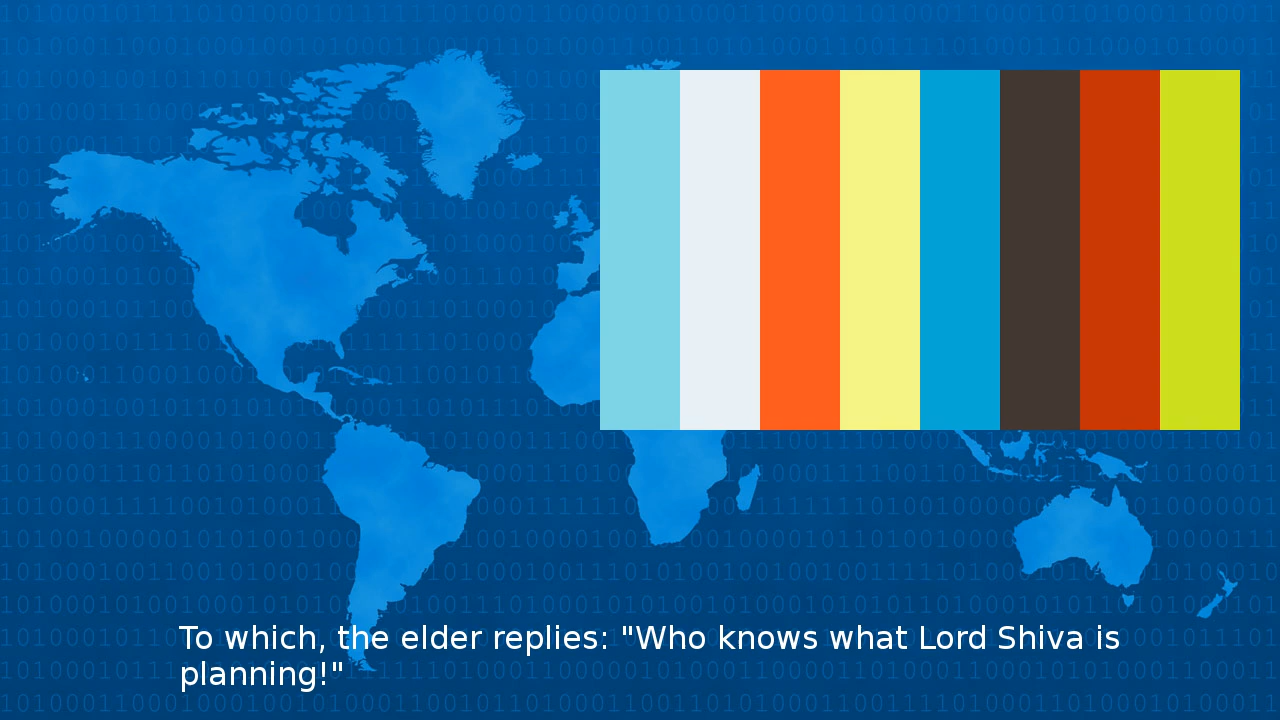 To which, the elder replies: "Who knows what Lord Shiva is
planning!"